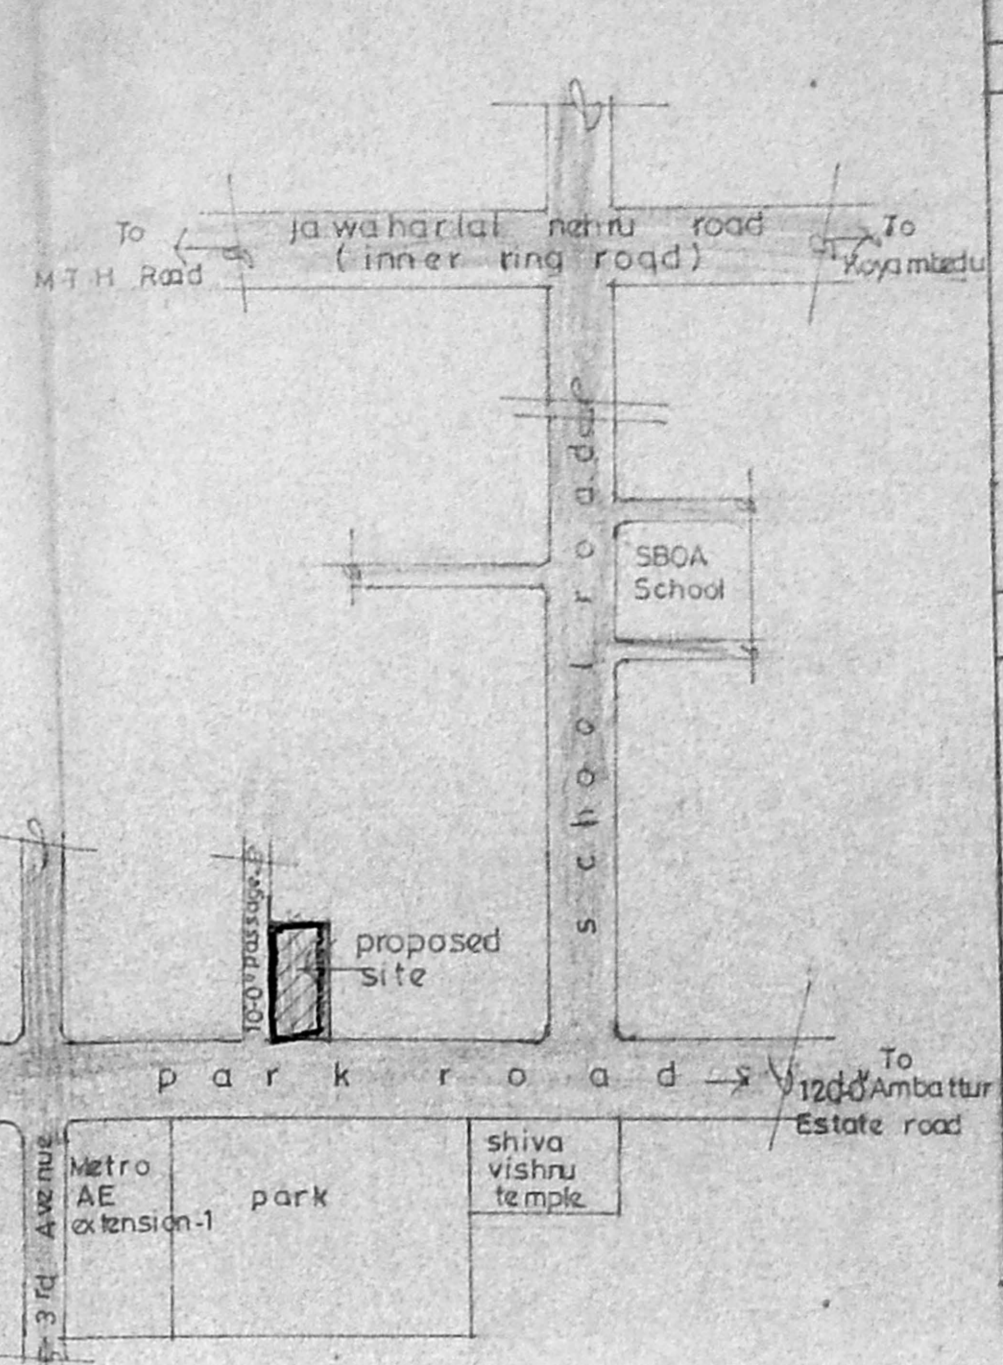 jawaharlal nehru road
(inner ring road)
To
M T H Road
To
Koyambedu
school road
SBOA
School
10-0" passage
proposed
site
park road
To
120-0" Ambattur
Estate road
3rd Avenue
Metro
AE
extension-1
park
shiva
vishnu
temple